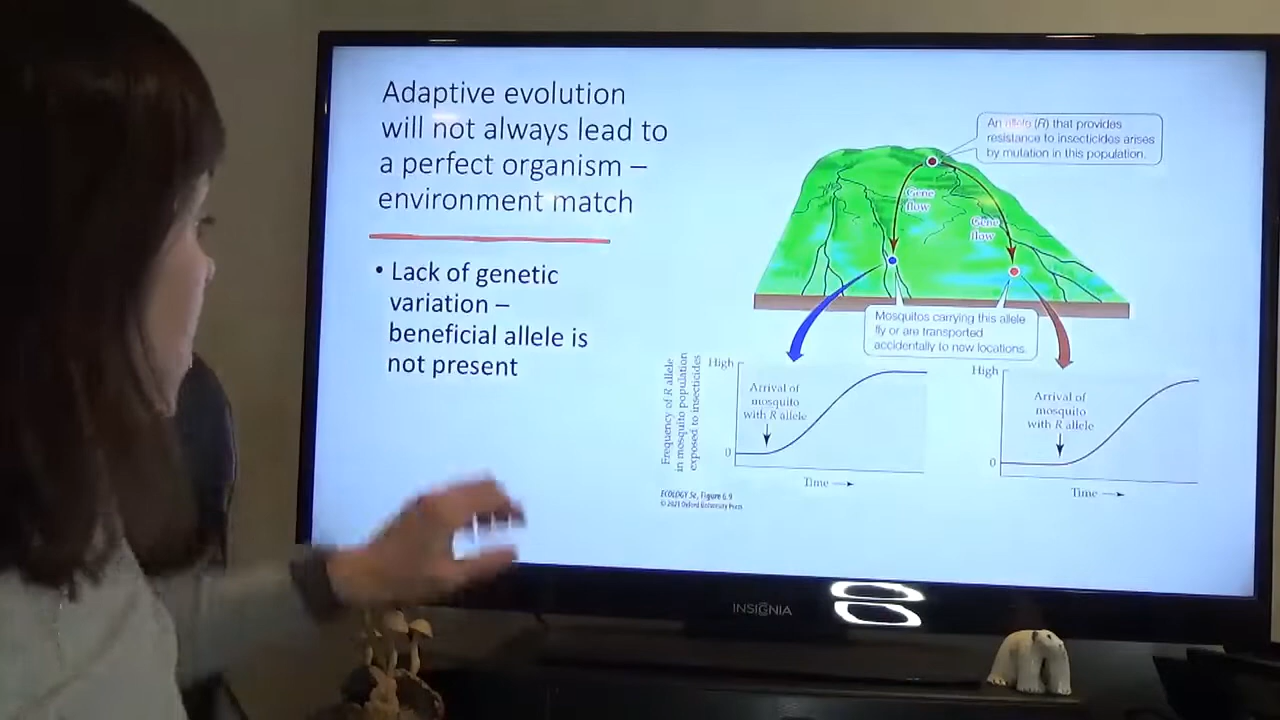 Adaptive evolution
will not always lead to
a perfect organism –
environment match
• Lack of genetic
variation –
beneficial allele is
not present
An allele (R) that provides
resistance to insecticides arises
by mutation in this population.
Gene
flow
Gene
flow
Mosquitos carrying this allele
fly or are transported
accidentally to new locations.
Frequency of R allele
in mosquito population
exposed to insecticides
High
Arrival of
mosquito
with R allele
0
Time
High
Arrival of
mosquito
with R allele
0
Time
ECOLOGY 5e, Figure 6.9
© 2021 Oxford University Press
INSIGNIA